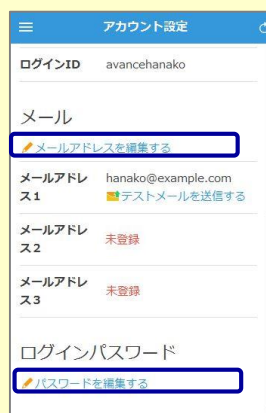 アカウント設定
ログインID avancehanako
メール
メールアドレスを編集する
メールアドレ hanako@example.com
ス1 テストメールを送信する
メールアドレ
ス2 未登録
メールアドレ
ス3 未登録
ログインパスワード
パスワードを編集する